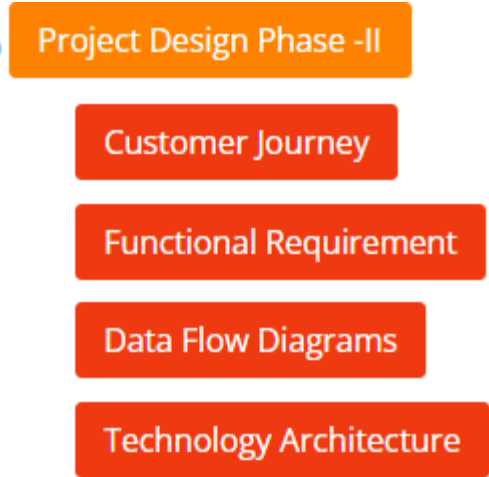 Project Design Phase -II
Customer Journey
Functional Requirement
Data Flow Diagrams
Technology Architecture